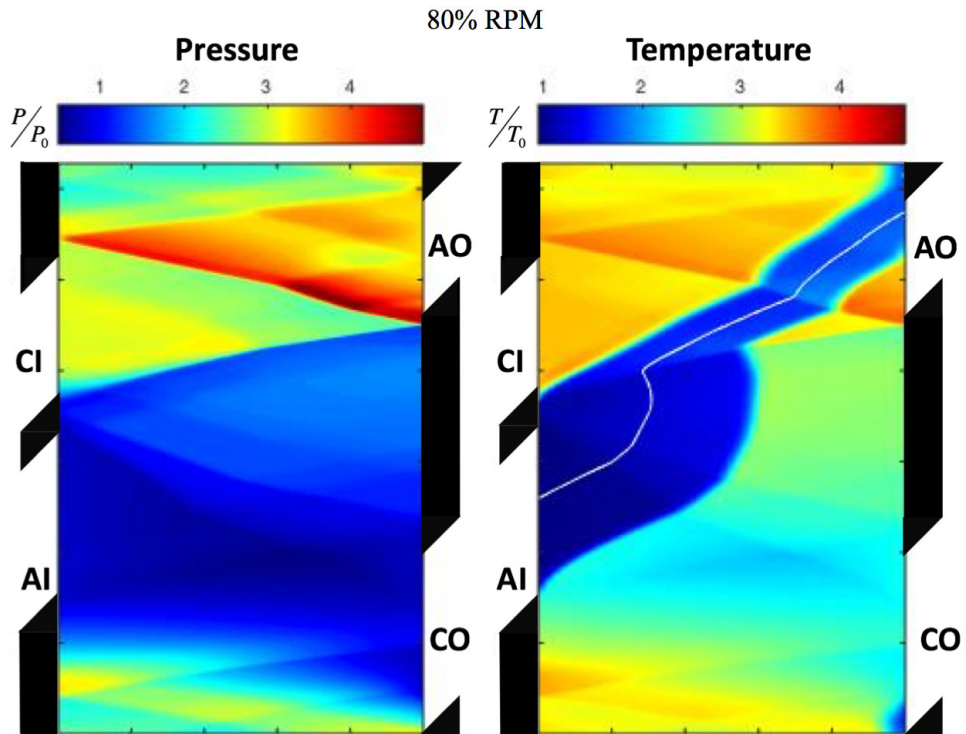 80% RPM
Pressure Temperature
1 2 3 4 1 2 3 4
P/P0 T/T0
AO AO
CI CI
AI AI
CO CO